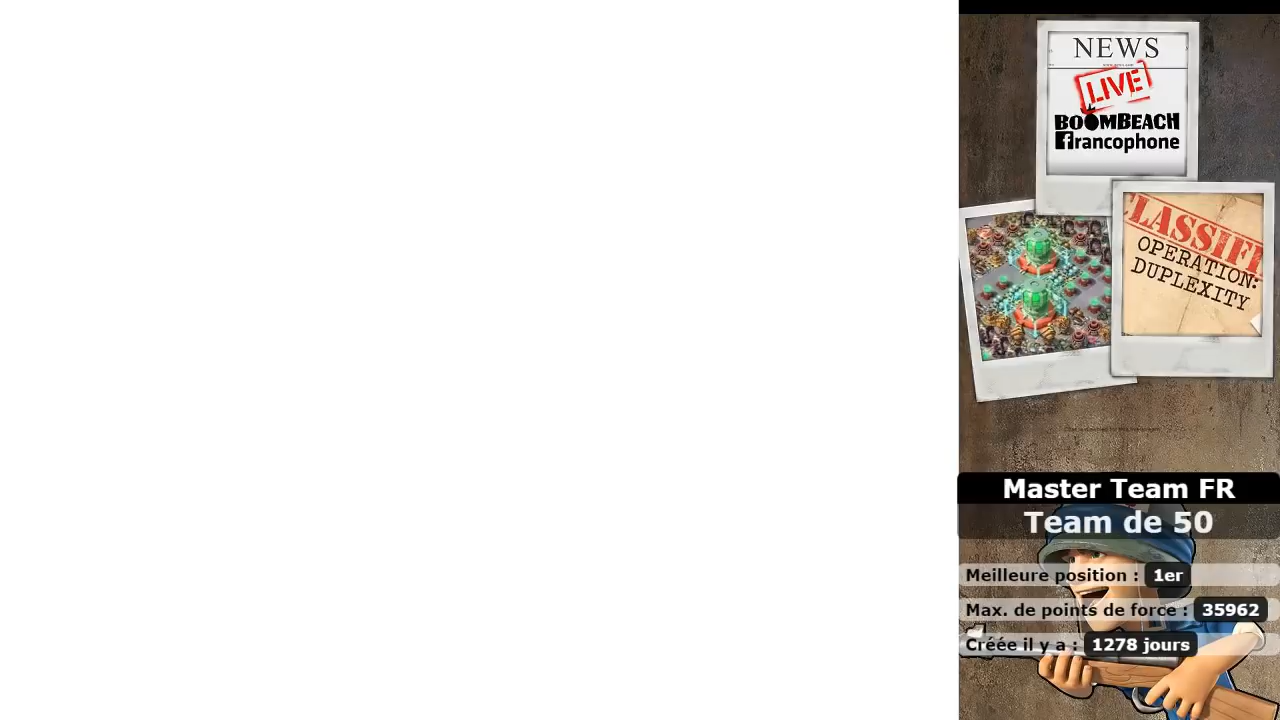 NEWS
LIVE
BOOMBEACH
francophone
CLASSIFI
OPERATION:
DUPLEXITY
Master Team FR
Team de 50
Meilleure position : 1er
Max. de points de force : 35962
Créée il y a : 1278 jours